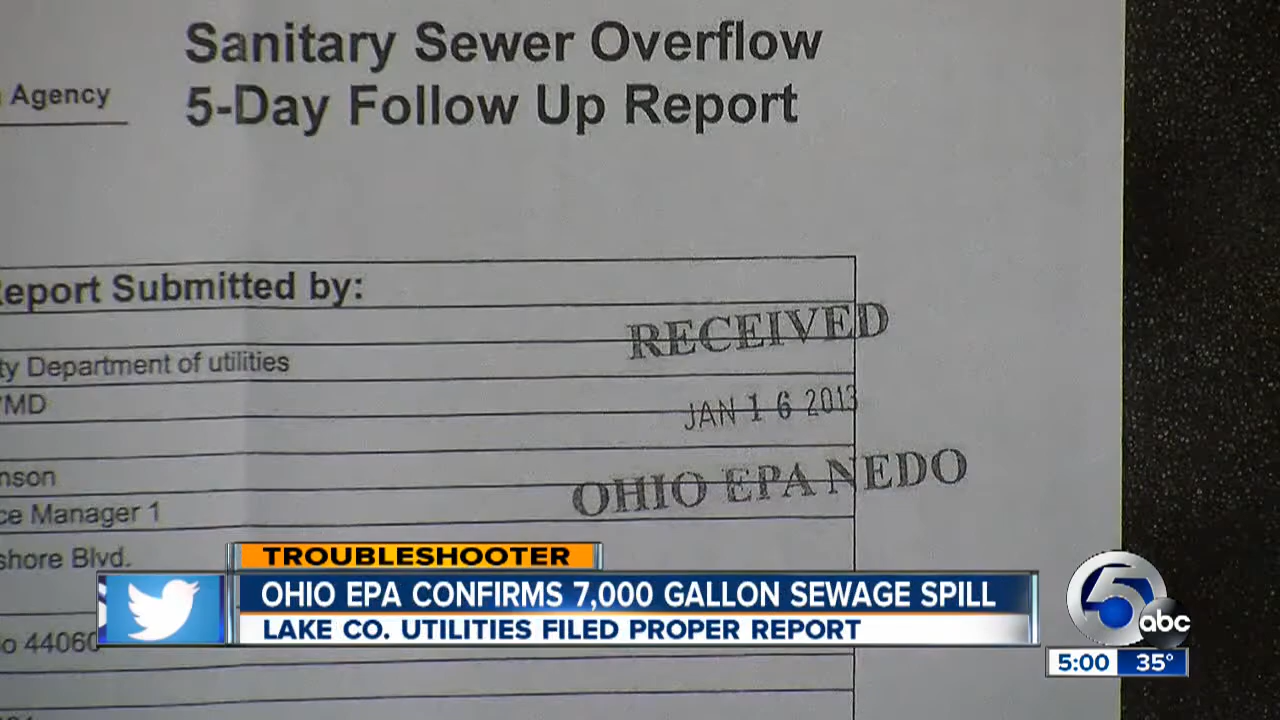 Sanitary Sewer Overflow
Agency
5-Day Follow Up Report
Report Submitted by:
RECEIVED
ty Department of utilities
MD
JAN 16 2013
nson
OHIO EPA NEDO
ce Manager 1
shore Blvd.
TROUBLESHOOTER
OHIO EPA CONFIRMS 7,000 GALLON SEWAGE SPILL
LAKE CO. UTILITIES FILED PROPER REPORT
o 44060
5 abc
5:00 35°